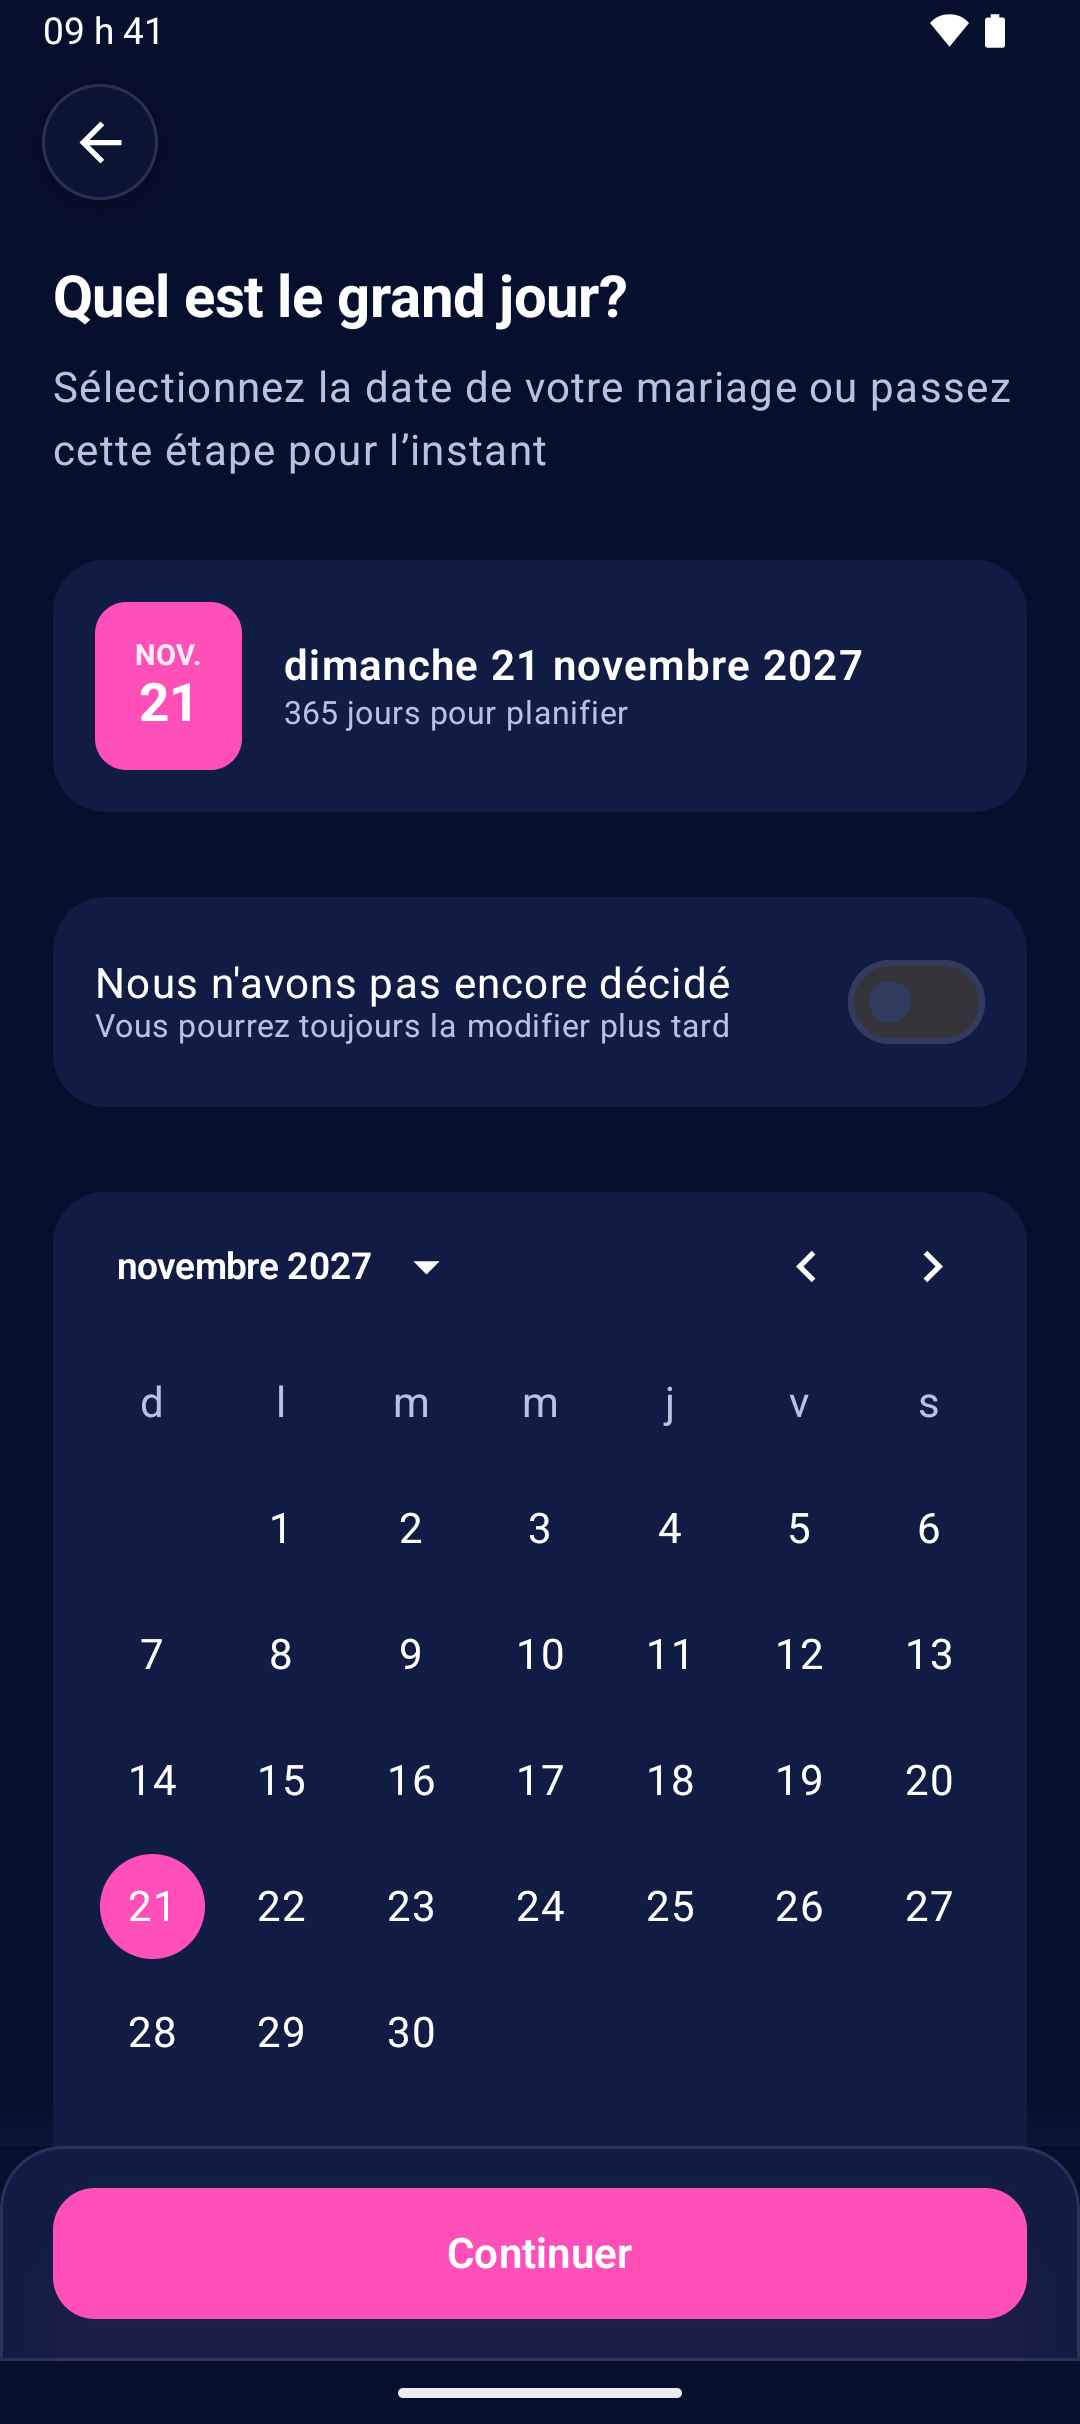 09 h 41
Quel est le grand jour?
Sélectionnez la date de votre mariage ou passez
cette étape pour l’instant
NOV.
21
dimanche 21 novembre 2027
365 jours pour planifier
Nous n'avons pas encore décidé
Vous pourrez toujours la modifier plus tard
novembre 2027
d l m m j v s
1 2 3 4 5 6
7 8 9 10 11 12 13
14 15 16 17 18 19 20
21 22 23 24 25 26 27
28 29 30
Continuer